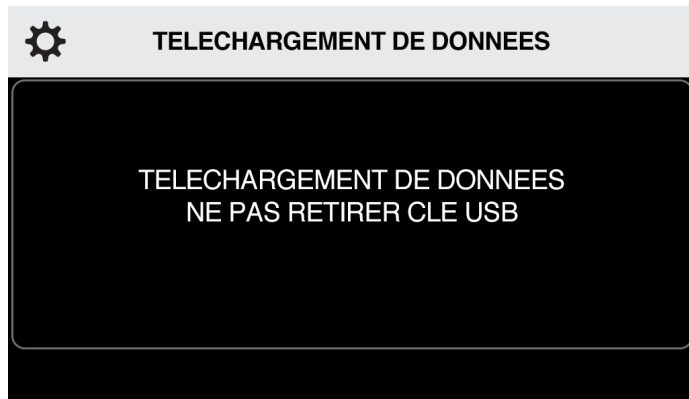 TELECHARGEMENT DE DONNEES
TELECHARGEMENT DE DONNEES
NE PAS RETIRER CLE USB